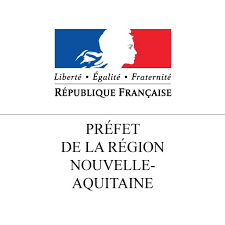 Liberté • Égalité • Fraternité
RÉPUBLIQUE FRANÇAISE
PRÉFET
DE LA RÉGION
NOUVELLE-
AQUITAINE